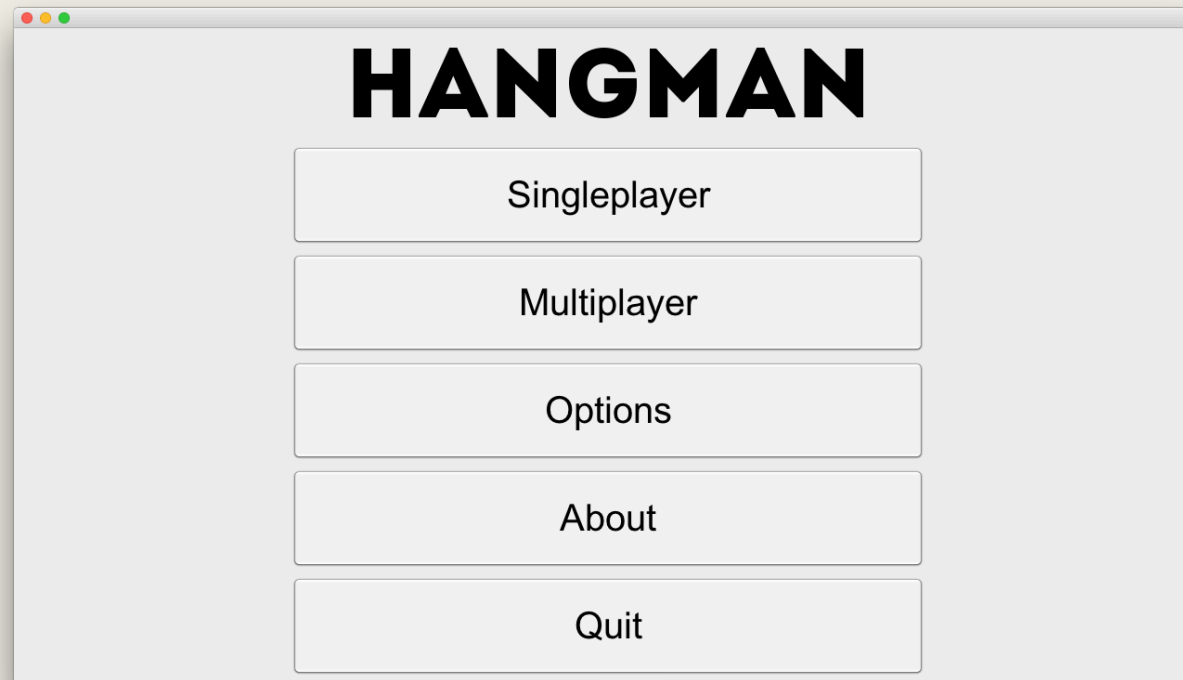 HANGMAN
Singleplayer
Multiplayer
Options
About
Quit